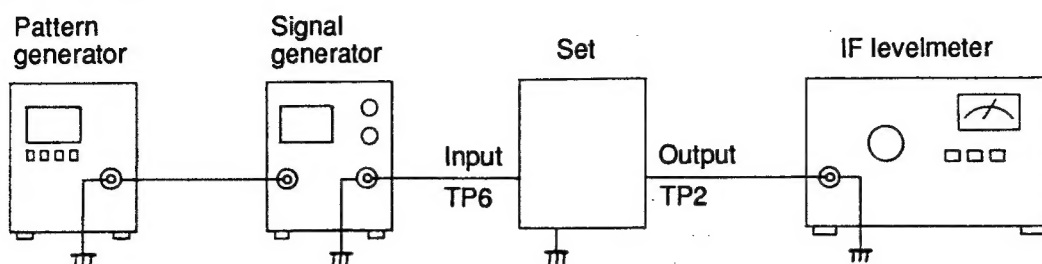 Pattern
generator
Signal
generator
Set
IF levelmeter
Input
TP6
Output
TP2